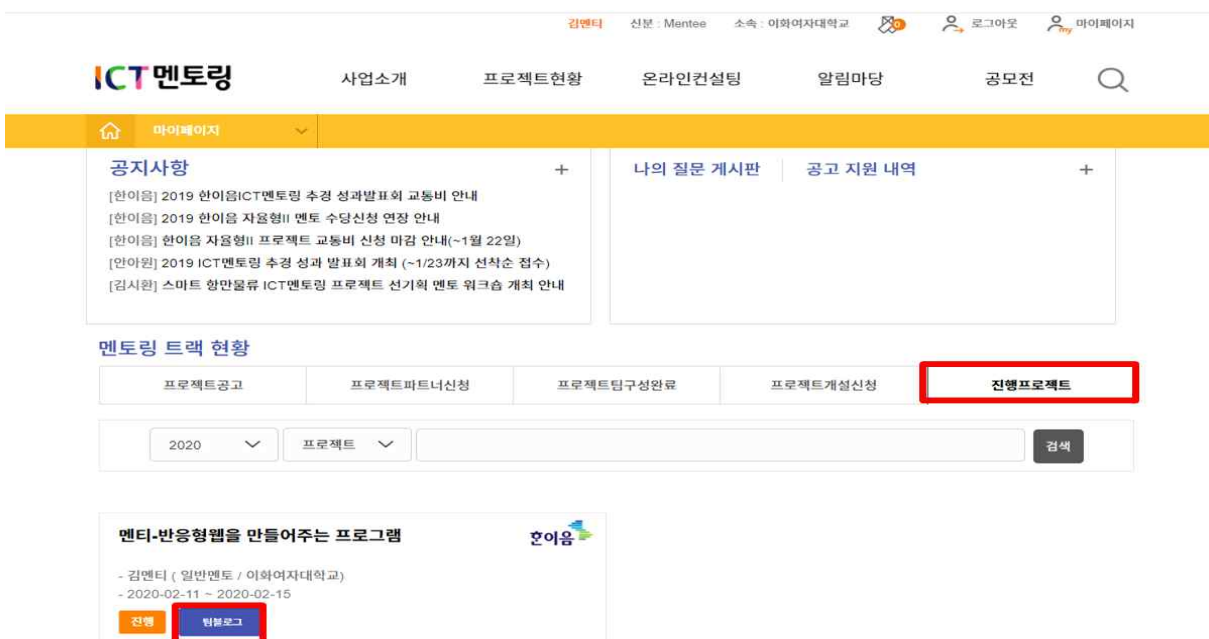 김멘티 신분 : Mentee 소속 : 이화여자대학교 0 로그아웃 my 마이페이지
ICT멘토링 사업소개 프로젝트현황 온라인컨설팅 알림마당 공모전
마이페이지
공지사항 + 나의 질문 게시판 공고 지원 내역 +
[한이음] 2019 한이음ICT멘토링 추경 성과발표회 교통비 안내
[한이음] 2019 한이음 자율형II 멘토 수당신청 연장 안내
[한이음] 한이음 자율형II 프로젝트 교통비 신청 마감 안내(~1월 22일)
[안아원] 2019 ICT멘토링 추경 성과 발표회 개최 (~1/23까지 선착순 접수)
[김시환] 스마트 항만물류 ICT멘토링 프로젝트 선기획 멘토 워크숍 개최 안내
멘토링 트랙 현황
프로젝트공고 프로젝트파트너신청 프로젝트팀구성완료 프로젝트개설신청 진행프로젝트
2020 프로젝트 검색
멘티-반응형웹을 만들어주는 프로그램 한이음
- 김멘티 ( 일반멘토 / 이화여자대학교)
- 2020-02-11 ~ 2020-02-15
진행 팀블로그